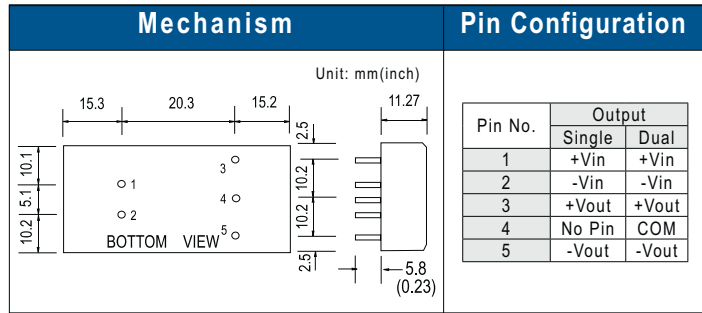 Mechanism
Pin Configuration
Unit: mm(inch)
15.3 20.3 15.2 11.27
2.5
10.1
5.1
10.2
1
2
3
4
5
BOTTOM VIEW
10.2
10.2
2.5
5.8
(0.23)
Pin No. Output
Single Dual
1 +Vin +Vin
2 -Vin -Vin
3 +Vout +Vout
4 No Pin COM
5 -Vout -Vout